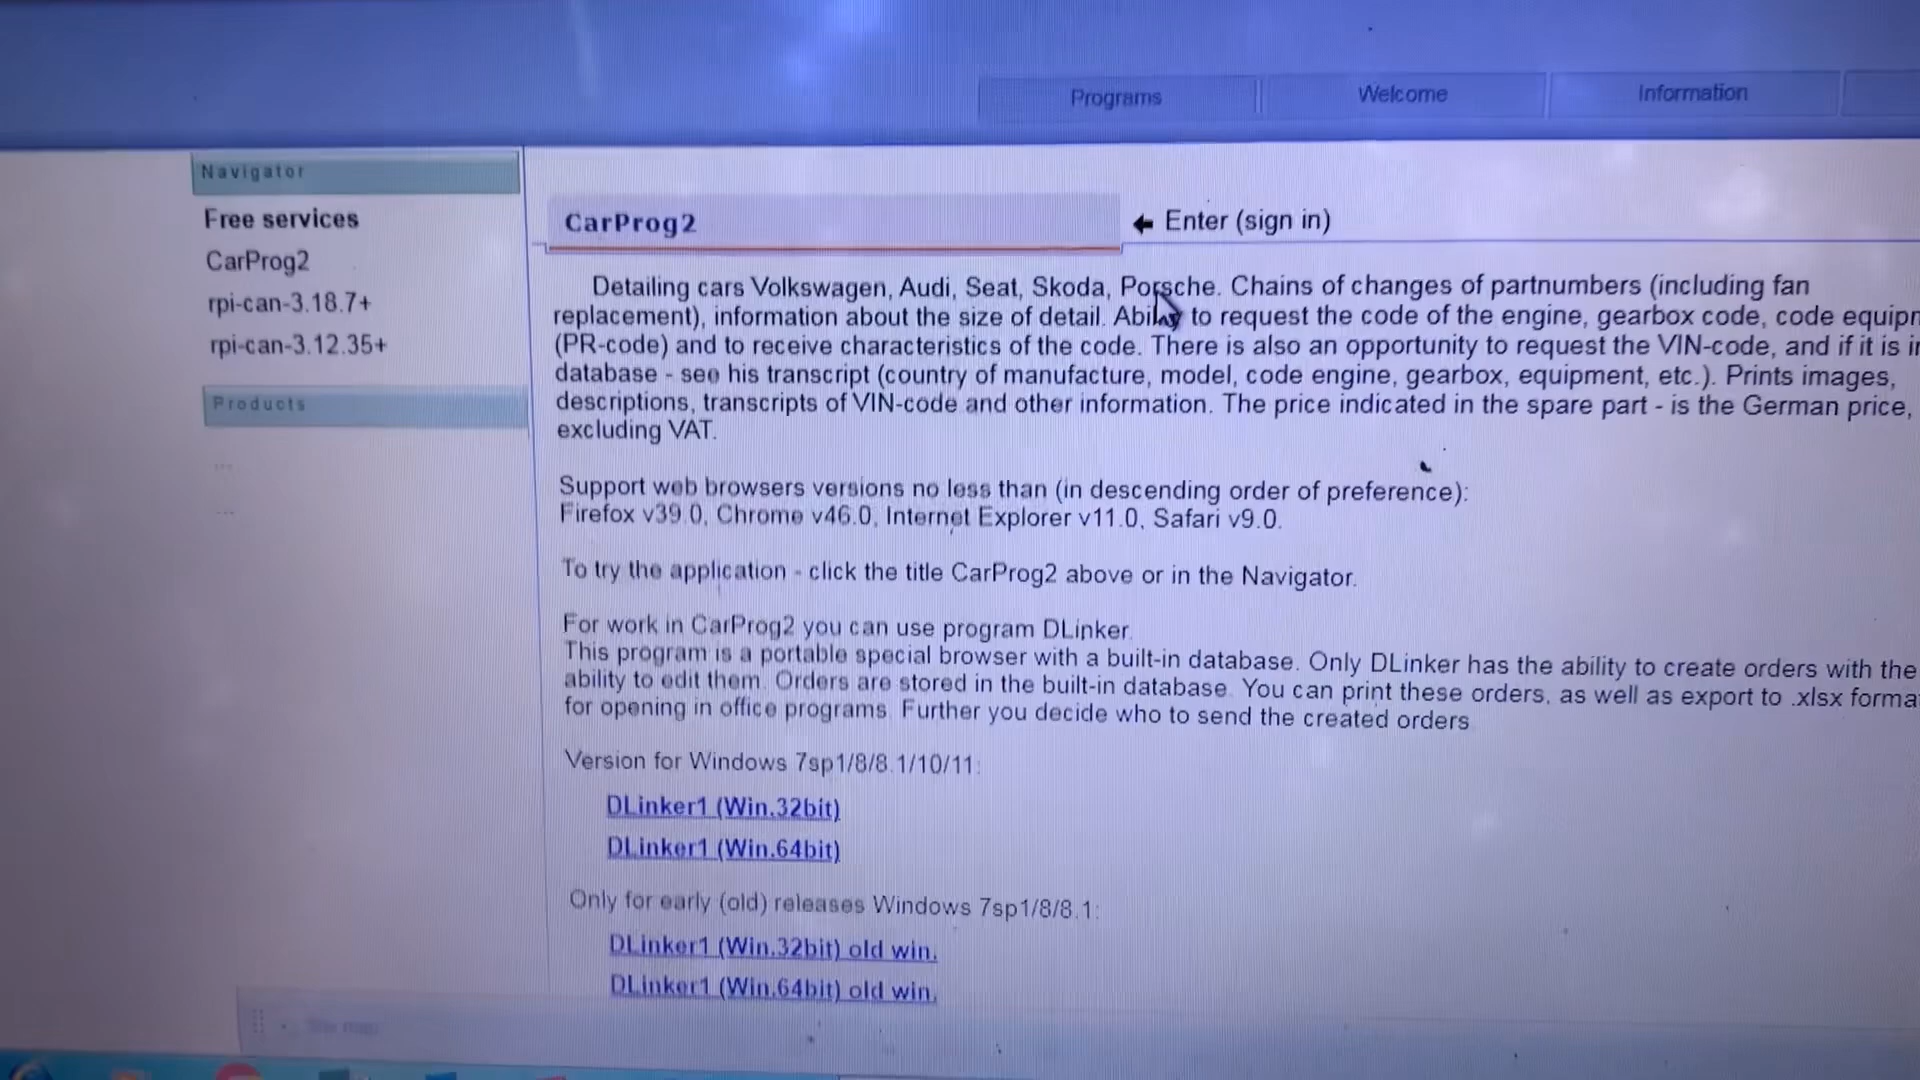 Programs
Welcome
Information
Navigator
Free services
CarProg2
rpi-can-3.18.7+
rpi-can-3.12.35+
Products
...
...
CarProg2
Enter (sign in)
Detailing cars Volkswagen, Audi, Seat, Skoda, Porsche. Chains of changes of partnumbers (including fan
replacement), information about the size of detail. Ability to request the code of the engine, gearbox code, code
(PR-code) and to receive characteristics of the code. There is also an opportunity to request the VIN-code, and if it is
database - see his transcript (country of manufacture, model, code engine, gearbox, equipment, etc.). Prints images,
descriptions, transcripts of VIN-code and other information. The price indicated in the spare part - is the German price,
excluding VAT.
Support web browsers versions no less than (in descending order of preference):
Firefox v39.0, Chrome v46.0, Internet Explorer v11.0, Safari v9.0.
To try the application - click the title CarProg2 above or in the Navigator.
For work in CarProg2 you can use program DLinker.
This program is a portable special browser with a built-in database. Only DLinker has the ability to create orders with the
ability to edit them. Orders are stored in the built-in database. You can print these orders, as well as export to .xlsx
for opening in office programs. Further you decide who to send the created orders
Version for Windows 7sp1/8/8.1/10/11:
DLinker1 (Win.32bit)
DLinker1 (Win.64bit)
Only for early (old) releases Windows 7sp1/8/8.1:
DLinker1 (Win.32bit) old win.
DLinker1 (Win.64bit) old win.